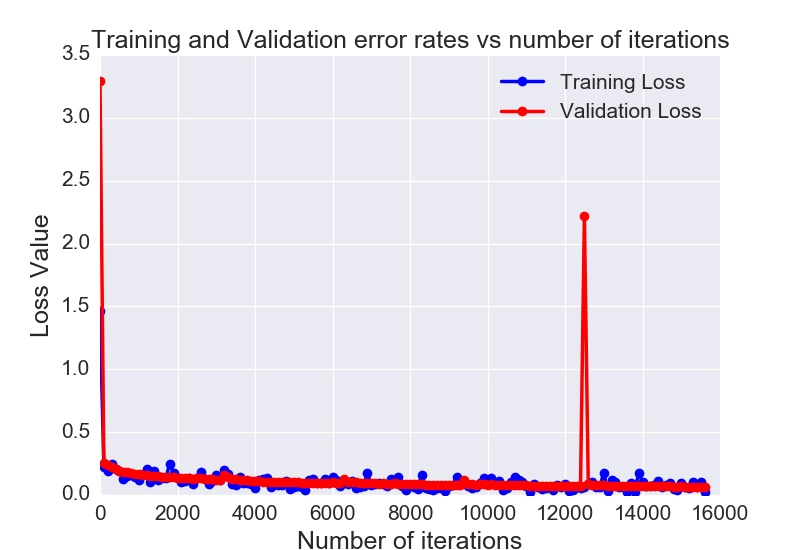 Training and Validation error rates vs number of iterations
3.5
3.0
2.5
2.0
1.5
1.0
0.5
0.0
Loss Value
Training Loss
Validation Loss
0 2000 4000 6000 8000 10000 12000 14000 16000
Number of iterations